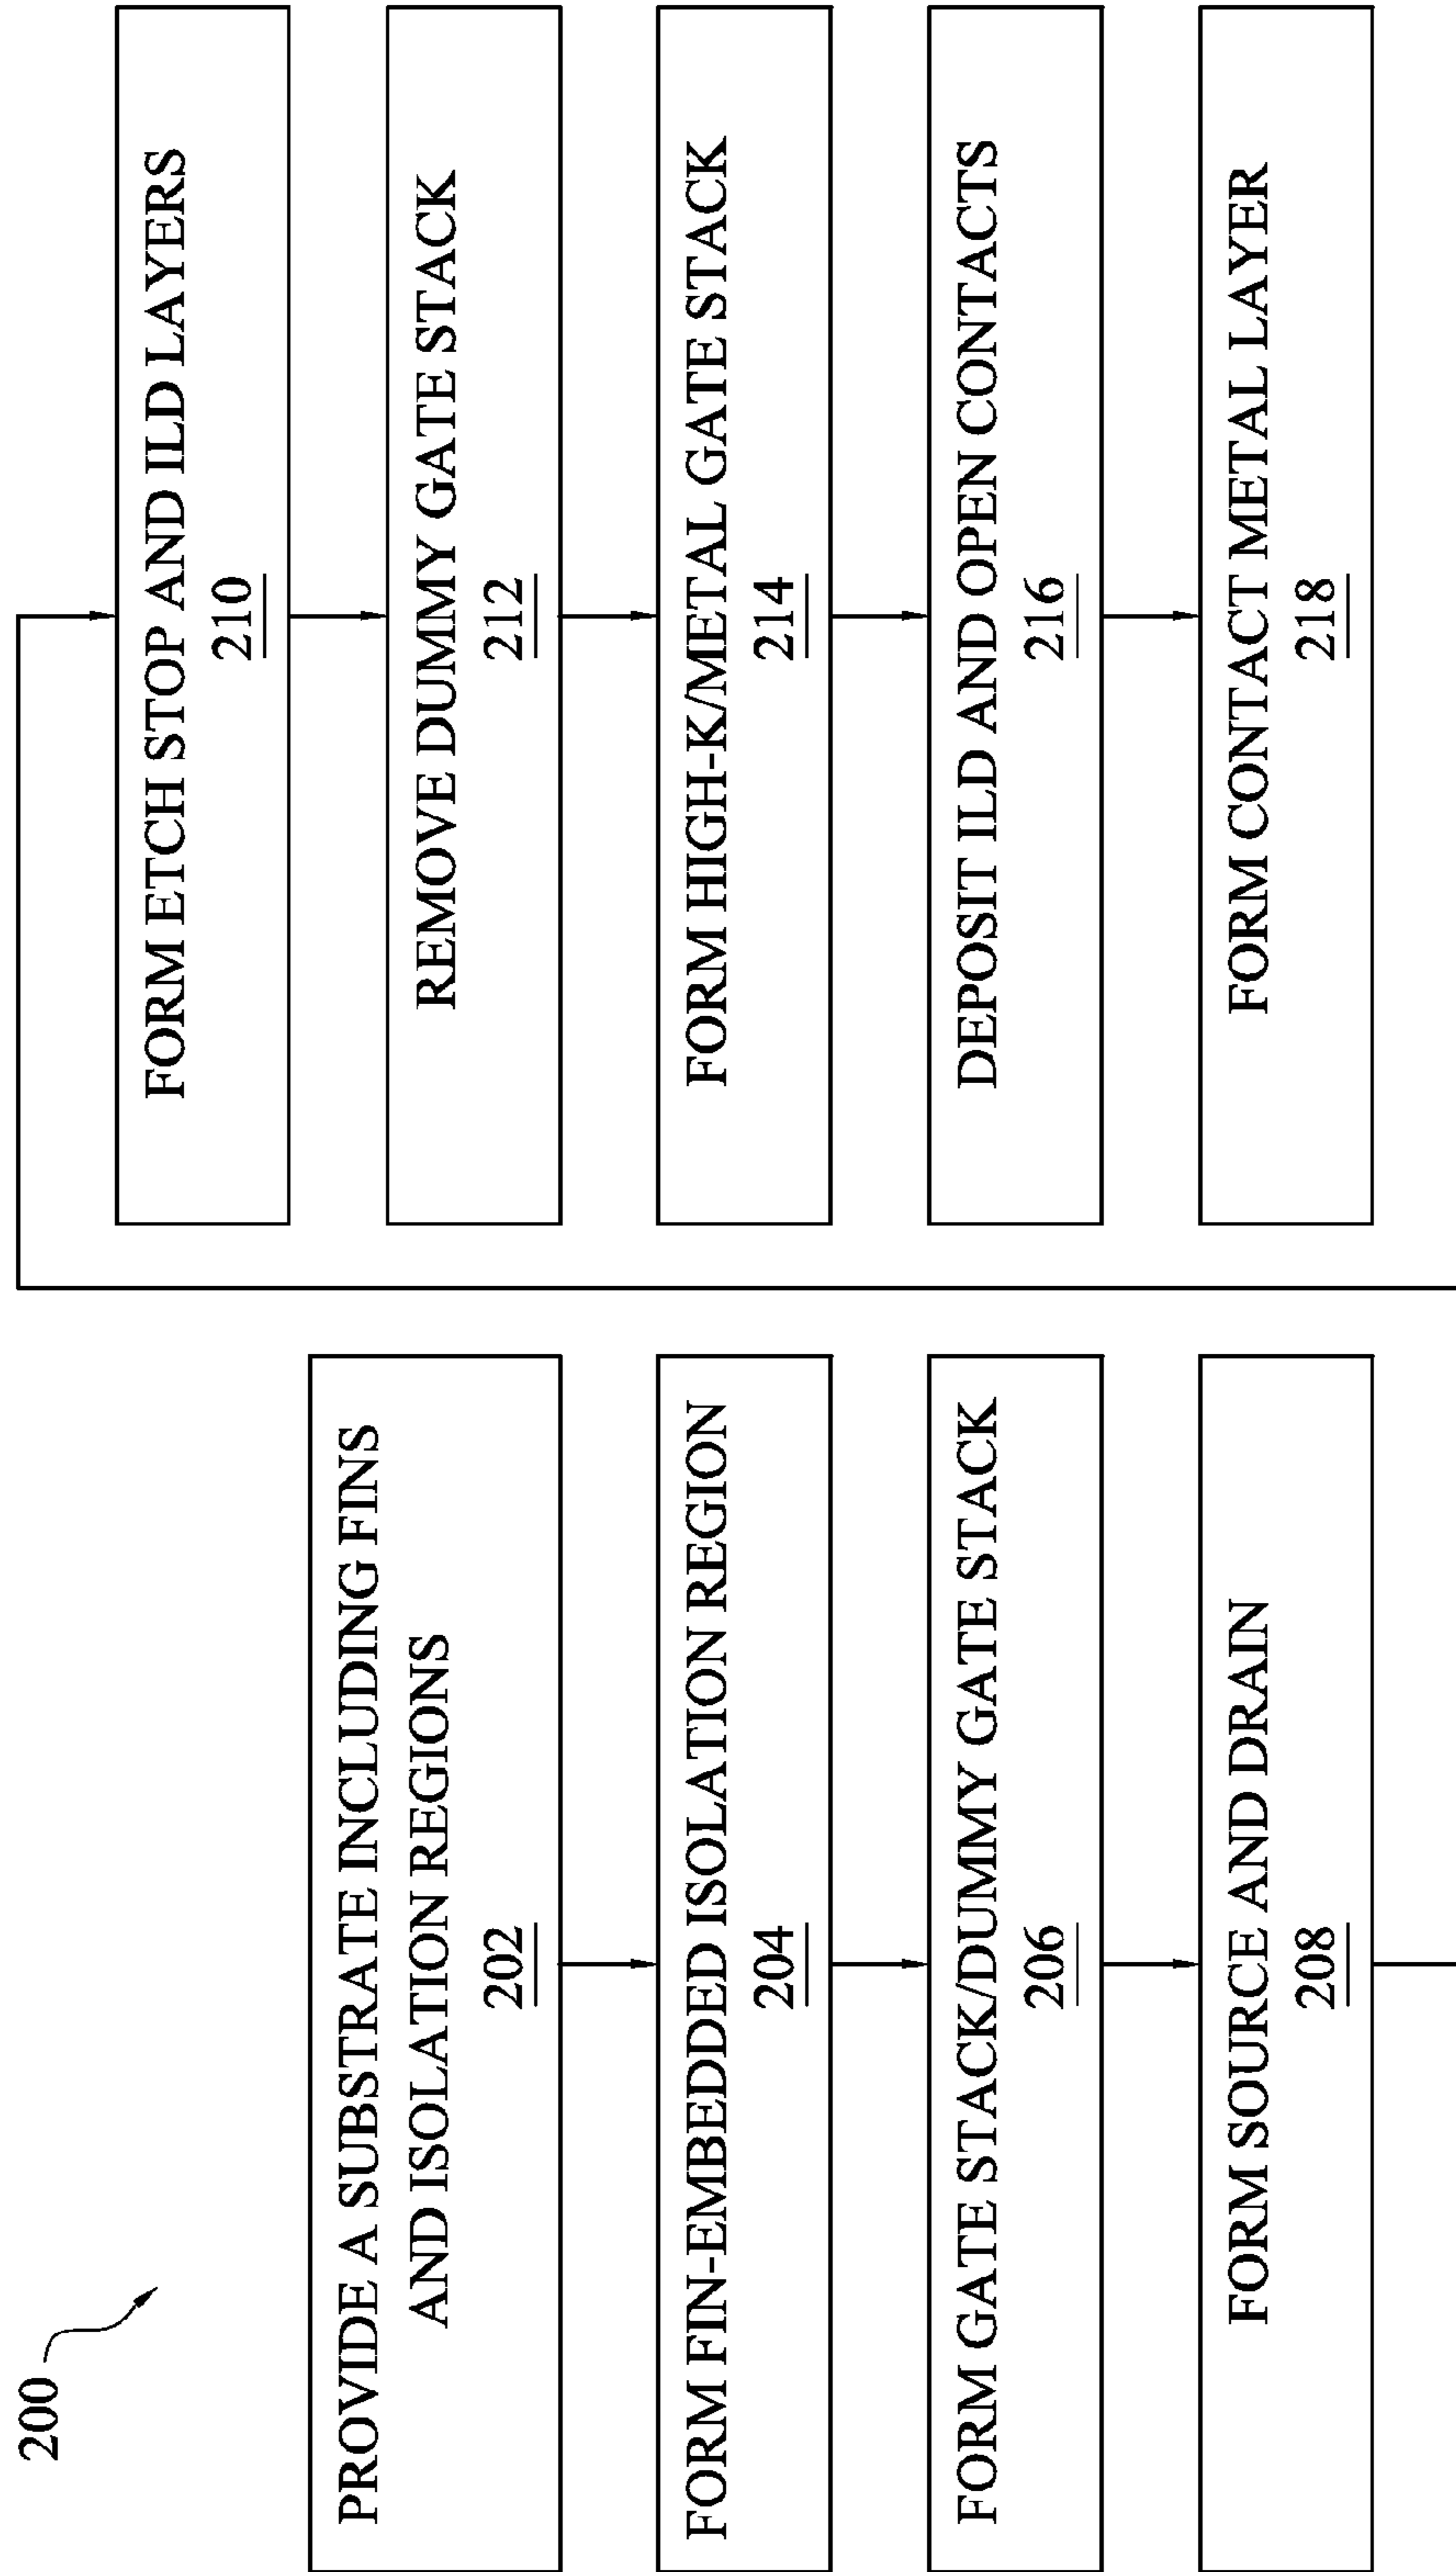 200
PROVIDE A SUBSTRATE INCLUDING FINS
AND ISOLATION REGIONS
202
FORM FIN-EMBEDDED ISOLATION REGION
204
FORM GATE STACK/DUMMY GATE STACK
206
FORM SOURCE AND DRAIN
208
FORM ETCH STOP AND ILD LAYERS
210
REMOVE DUMMY GATE STACK
212
FORM HIGH-K/METAL GATE STACK
214
DEPOSIT ILD AND OPEN CONTACTS
216
FORM CONTACT METAL LAYER
218